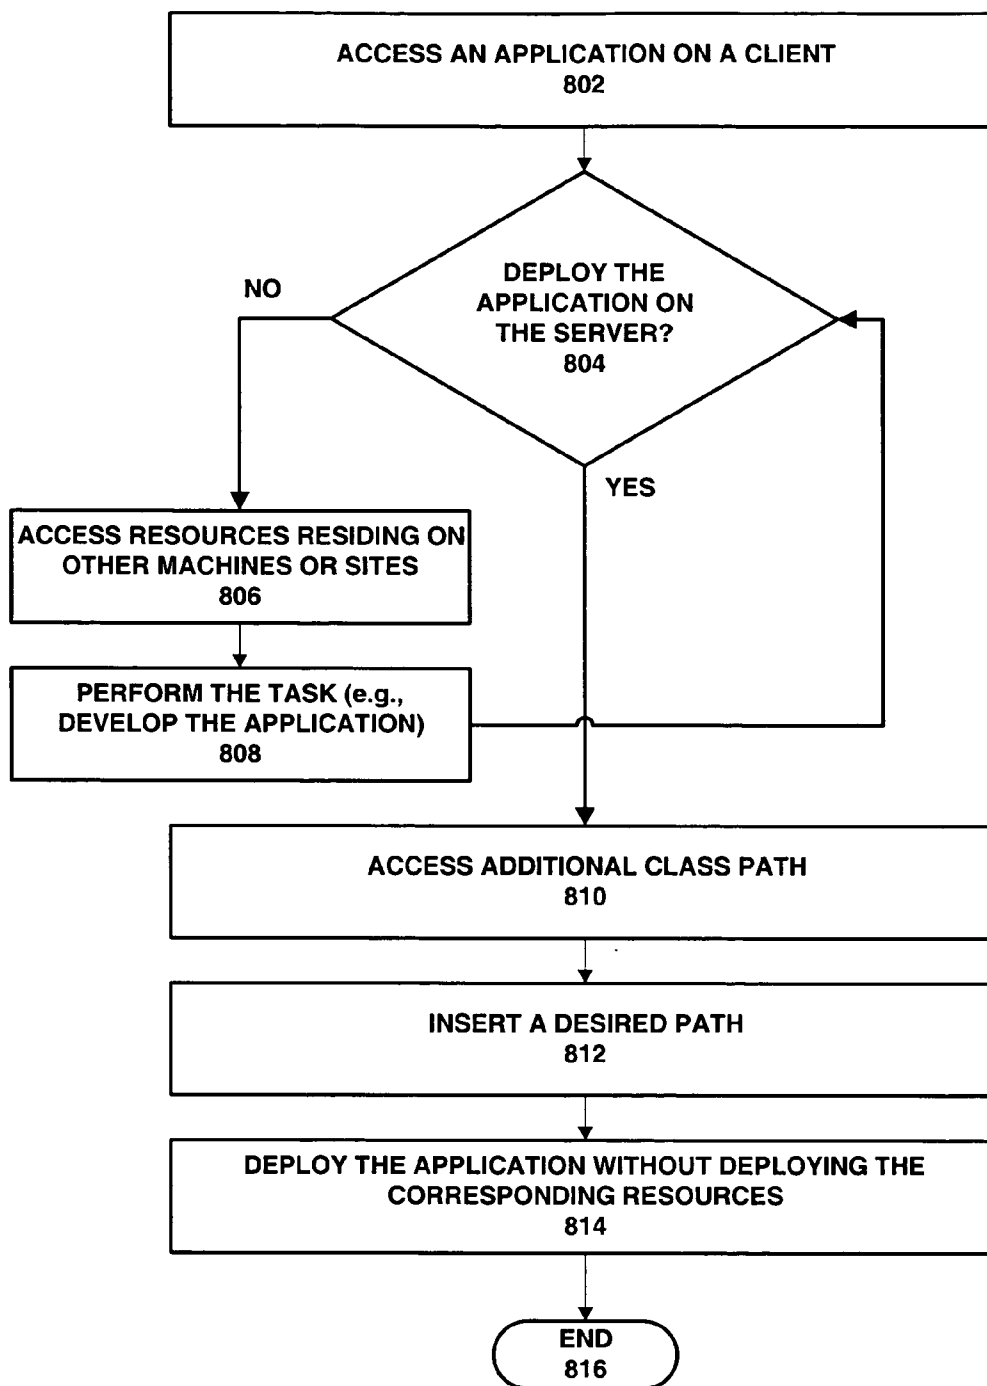 ACCESS AN APPLICATION ON A CLIENT
802
DEPLOY THE
APPLICATION ON
THE SERVER?
804
NO
YES
ACCESS RESOURCES RESIDING ON
OTHER MACHINES OR SITES
806
PERFORM THE TASK (e.g.,
DEVELOP THE APPLICATION)
808
ACCESS ADDITIONAL CLASS PATH
810
INSERT A DESIRED PATH
812
DEPLOY THE APPLICATION WITHOUT DEPLOYING THE
CORRESPONDING RESOURCES
814
END
816